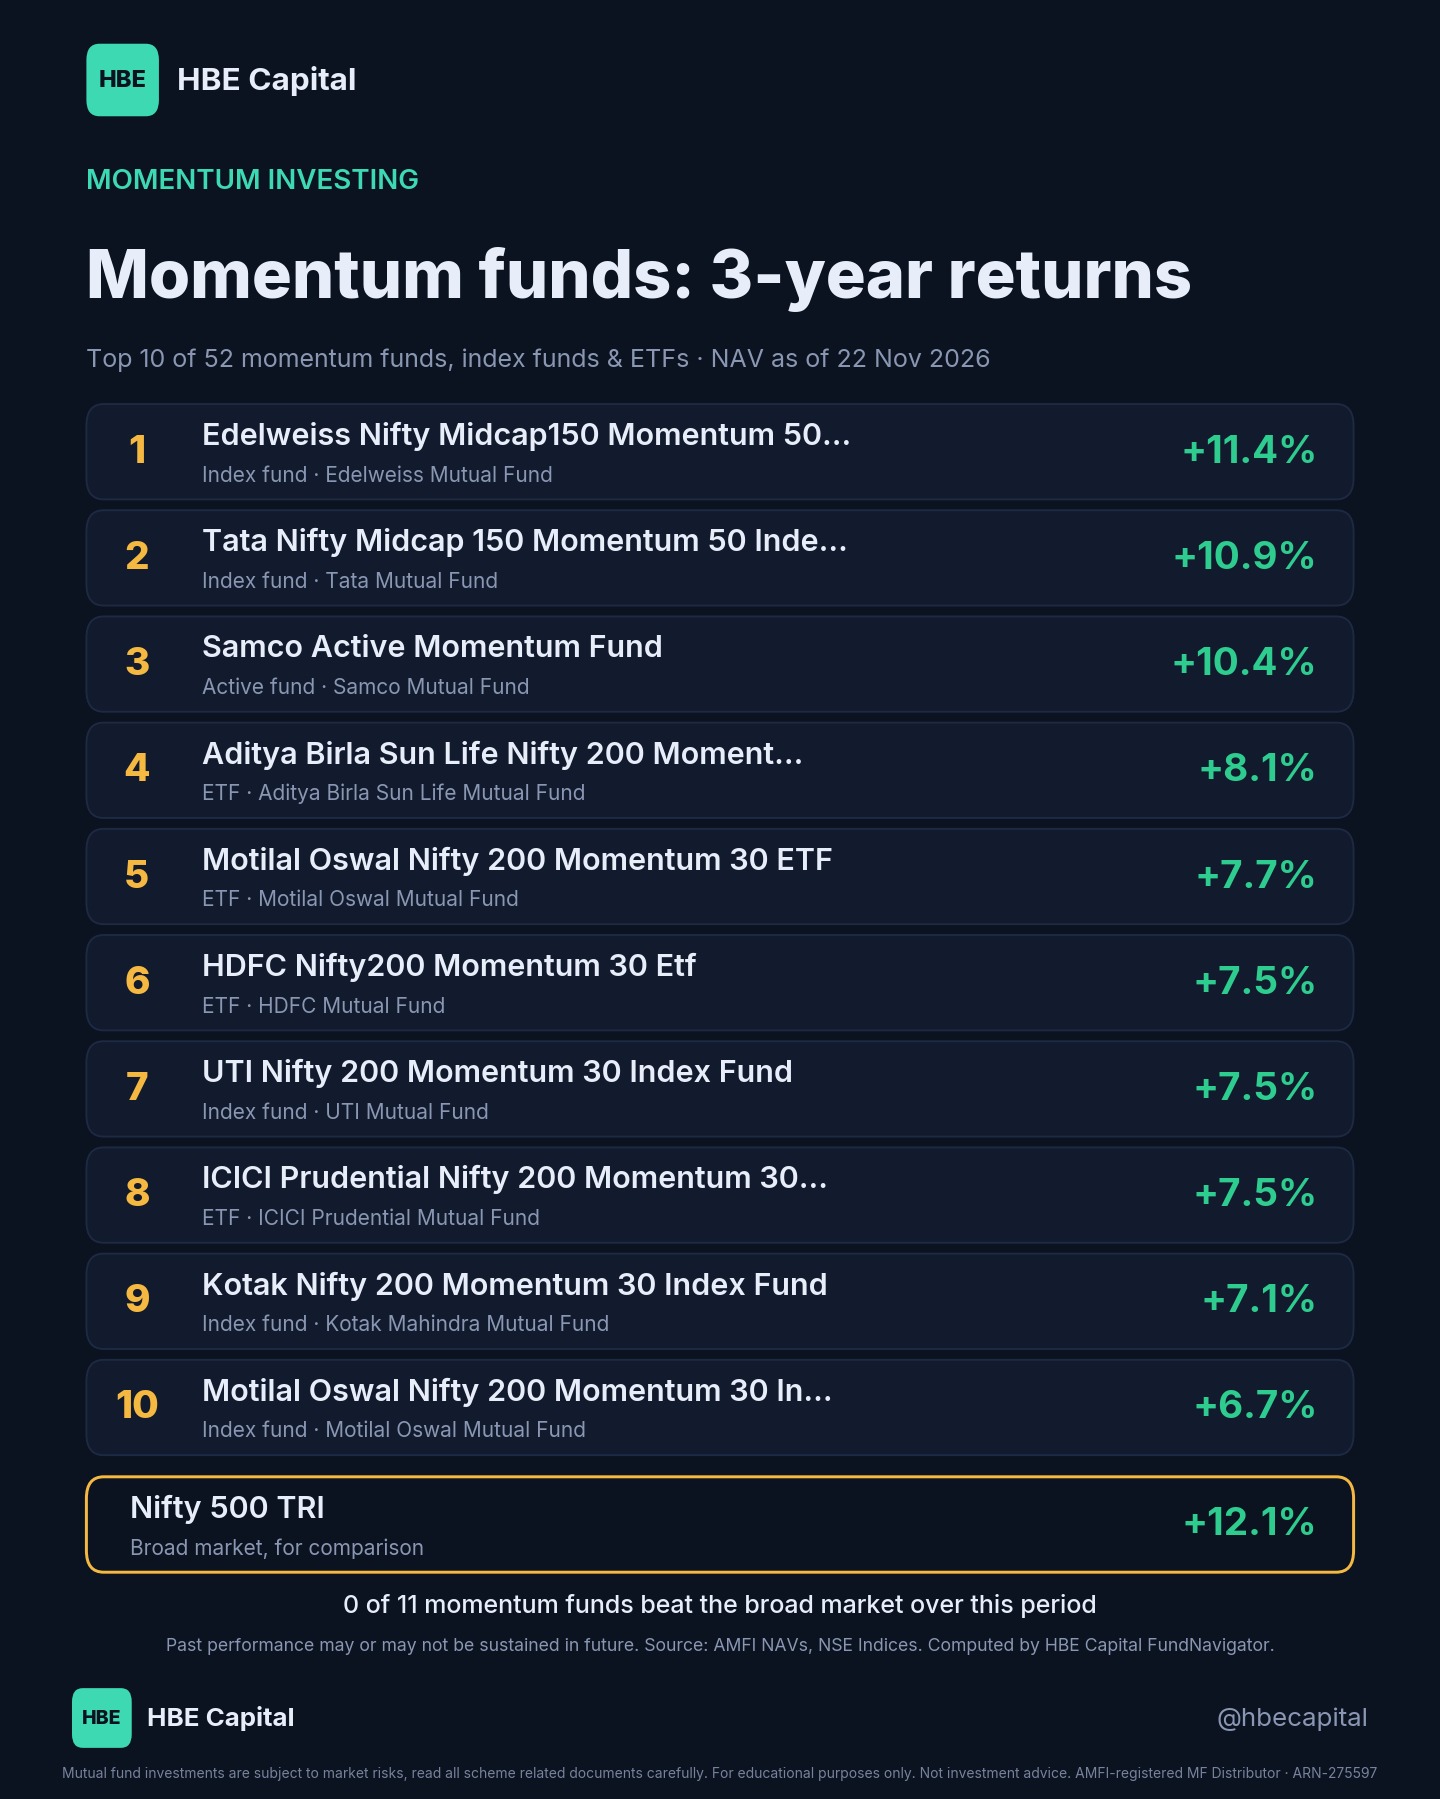 HBE HBE Capital
MOMENTUM INVESTING
Momentum funds: 3-year returns
Top 10 of 52 momentum funds, index funds & ETFs · NAV as of 22 Nov 2026
1 Edelweiss Nifty Midcap150 Momentum 50... +11.4%
Index fund · Edelweiss Mutual Fund
2 Tata Nifty Midcap 150 Momentum 50 Inde... +10.9%
Index fund · Tata Mutual Fund
3 Samco Active Momentum Fund +10.4%
Active fund · Samco Mutual Fund
4 Aditya Birla Sun Life Nifty 200 Moment... +8.1%
ETF · Aditya Birla Sun Life Mutual Fund
5 Motilal Oswal Nifty 200 Momentum 30 ETF +7.7%
ETF · Motilal Oswal Mutual Fund
6 HDFC Nifty200 Momentum 30 Etf +7.5%
ETF · HDFC Mutual Fund
7 UTI Nifty 200 Momentum 30 Index Fund +7.5%
Index fund · UTI Mutual Fund
8 ICICI Prudential Nifty 200 Momentum 30... +7.5%
ETF · ICICI Prudential Mutual Fund
9 Kotak Nifty 200 Momentum 30 Index Fund +7.1%
Index fund · Kotak Mahindra Mutual Fund
10 Motilal Oswal Nifty 200 Momentum 30 In... +6.7%
Index fund · Motilal Oswal Mutual Fund
Nifty 500 TRI +12.1%
Broad market, for comparison
0 of 11 momentum funds beat the broad market over this period
Past performance may or may not be sustained in future. Source: AMFI NAVs, NSE Indices. Computed by HBE Capital FundNavigator.
HBE HBE Capital @hbecapital
Mutual fund investments are subject to market risks, read all scheme related documents carefully. For educational purposes only. Not investment advice. AMFI-registered MF Distributor · ARN-275597